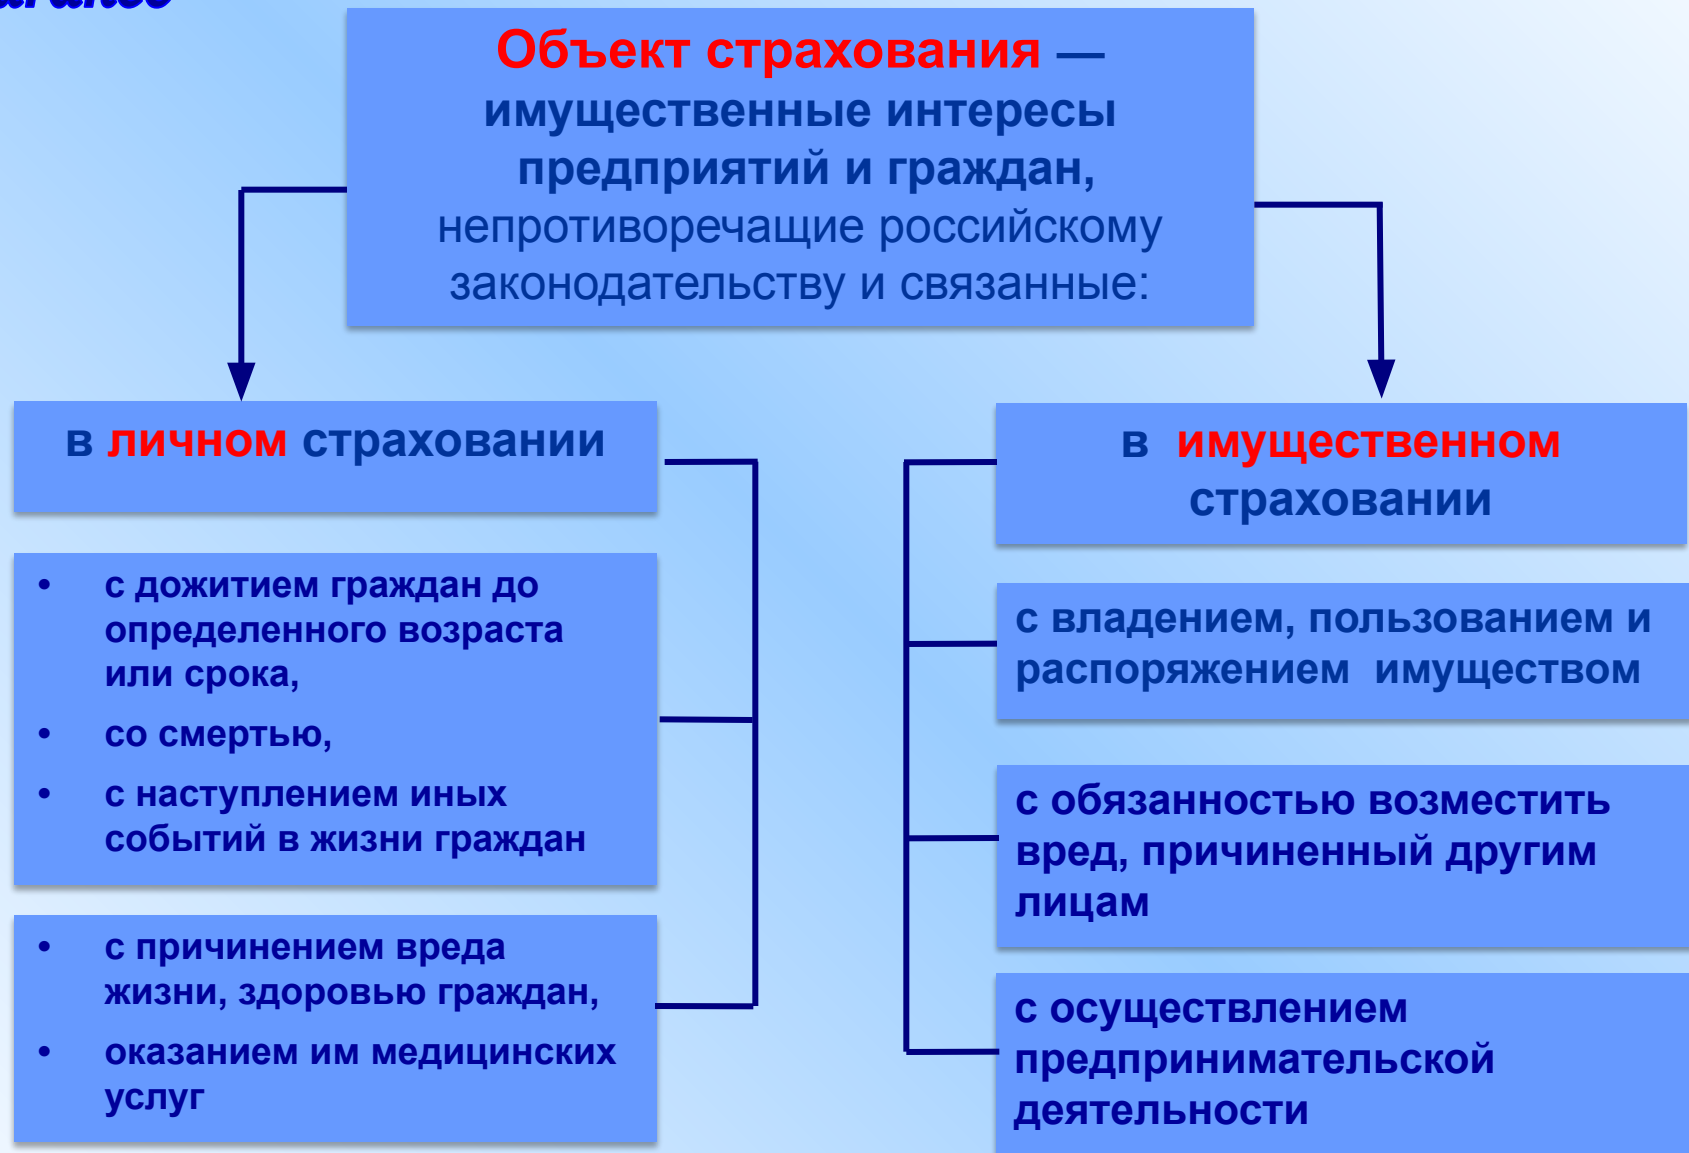 Объект страхования —
имущественные интересы
предприятий и граждан,
непротиворечащие российскому
законодательству и связанные:
в личном страховании
• с дожитием граждан до
определенного возраста
или срока,
• со смертью,
• с наступлением иных
событий в жизни граждан
• с причинением вреда
жизни, здоровью граждан,
• оказанием им медицинских
услуг
в имущественном
страховании
с владением, пользованием и
распоряжением имуществом
с обязанностью возместить
вред, причиненный другим
лицам
с осуществлением
предпринимательской
деятельности